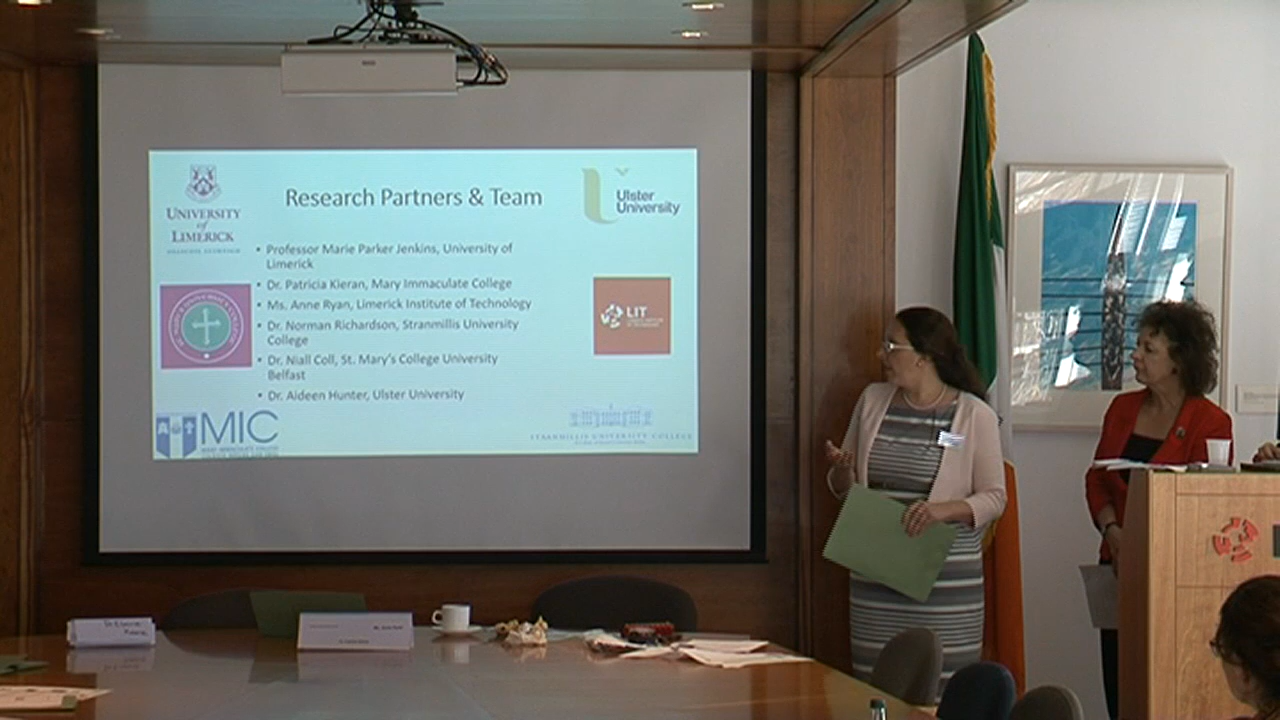 Research Partners & Team
UNIVERSITY
of
LIMERICK
Ulster
University
• Professor Marie Parker Jenkins, University of
Limerick
• Dr. Patricia Kieran, Mary Immaculate College
• Ms. Anne Ryan, Limerick Institute of Technology
• Dr. Norman Richardson, Stranmillis University
College
• Dr. Niall Coll, St. Mary's College University
Belfast
• Dr. Aideen Hunter, Ulster University
LIT
MIC
STRANMILLIS UNIVERSITY COLLEGE